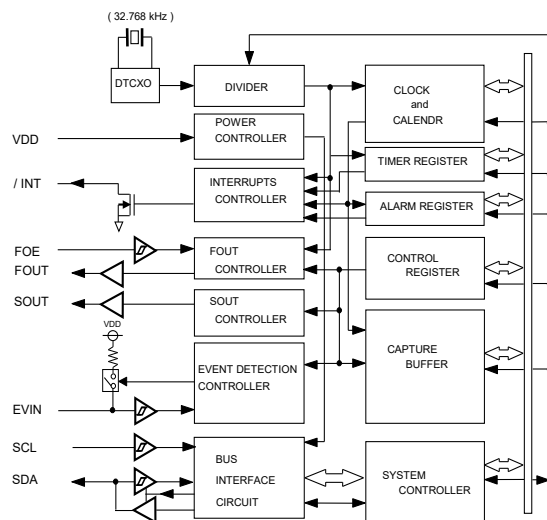 ( 32.768 kHz )
DTCXO
DIVIDER
CLOCK
and
CALENDR
VDD
POWER
CONTROLLER
TIMER REGISTER
/ INT
INTERRUPTS
CONTROLLER
ALARM REGISTER
FOE
FOUT
FOUT
CONTROLLER
CONTROL
REGISTER
SOUT
SOUT
CONTROLLER
VDD
EVENT DETECTION
CONTROLLER
CAPTURE
BUFFER
EVIN
SCL
SDA
BUS
INTERFACE
CIRCUIT
SYSTEM
CONTROLLER